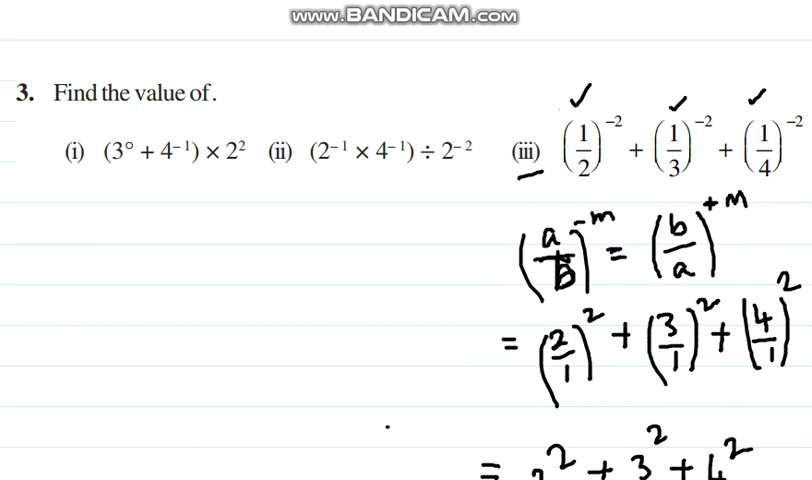 www.BANDICAM.com
3. Find the value of.
(i) (3° + 4⁻¹) × 2² (ii) (2⁻¹ × 4⁻¹) ÷ 2⁻² (iii) (1/2)⁻² + (1/3)⁻² + (1/4)⁻²
(a/b)⁻ᵐ = (b/a)⁺ᵐ
= (2/1)² + (3/1)² + (4/1)²
= 2² + 3² + 4²